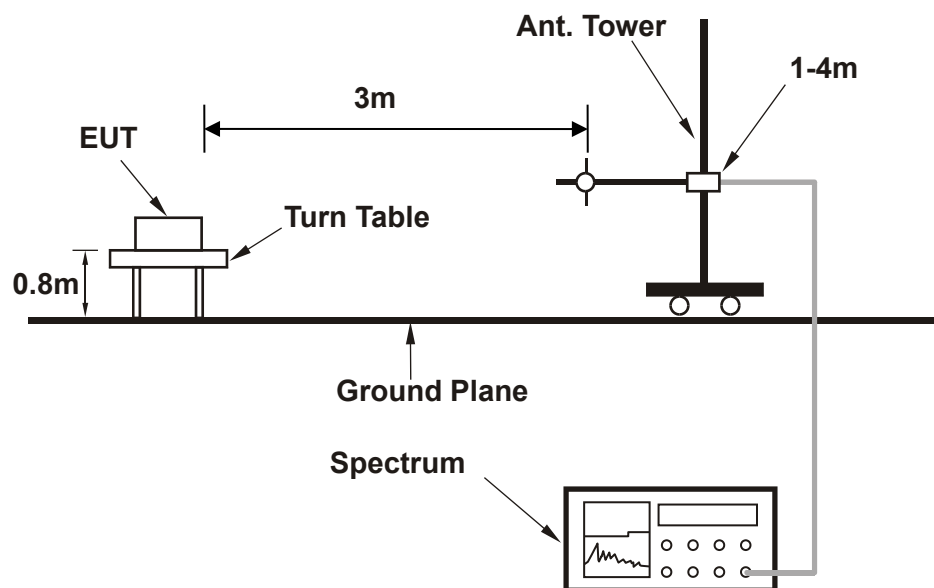 Ant. Tower
1-4m
3m
EUT
Turn Table
0.8m
Ground Plane
Spectrum